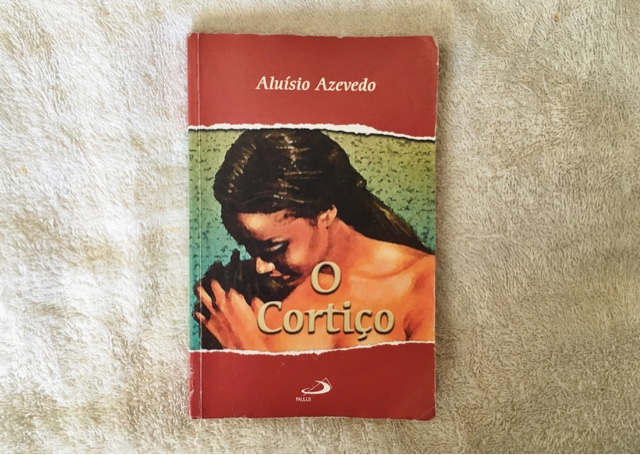 Aluísio Azevedo
O
Cortiço
PAULUS